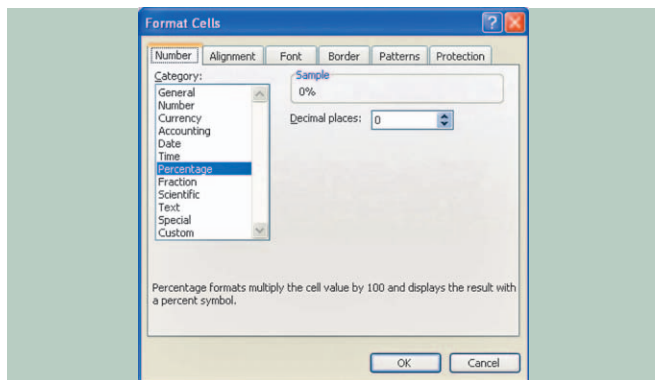 Format Cells
Number Alignment Font Border Patterns Protection
Category:
General
Number
Currency
Accounting
Date
Time
Percentage
Fraction
Scientific
Text
Special
Custom
Sample
0%
Decimal places: 0
Percentage formats multiply the cell value by 100 and displays the result with
a percent symbol.
OK Cancel